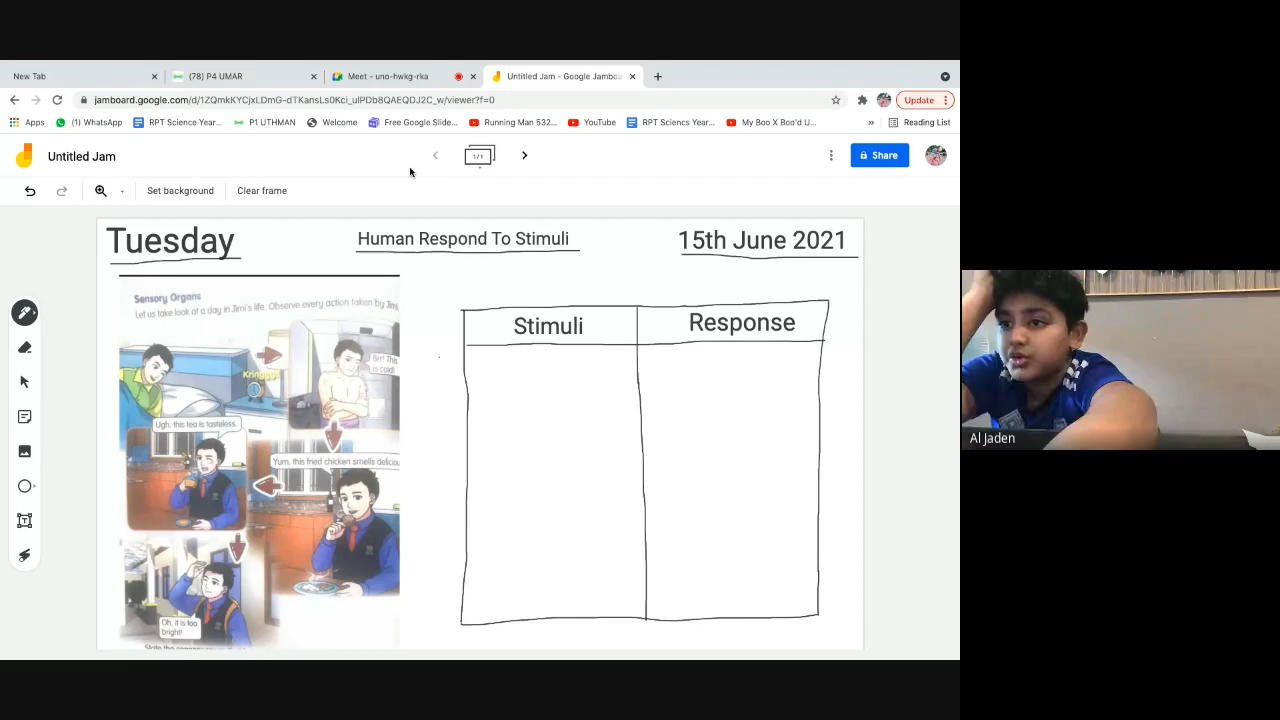 New Tab
(78) P4 UMAR
Meet - uno-hwkg-rka
Untitled Jam - Google Jamboa
jamboard.google.com/d/1ZQmkKYCjxLDmG-dTKansLs0Kci_ulPDb8QAEQDJ2C_w/viewer?f=0
Update
Apps
(1) WhatsApp
RPT Science Year...
P1 UTHMAN
Welcome
Free Google Slide...
Running Man 532...
YouTube
RPT Sciencs Year...
My Boo X Boo'd U...
»
Reading List
Untitled Jam
1/1
Share
Set background
Clear frame
Tuesday
Human Respond To Stimuli
15th June 2021
Sensory Organs
Let us take look at a day in Jimi's life. Observe every action taken by Jimi
Brr! This
is cold!
Ugh, this tea is tasteless.
Yum, this fried chicken smells deliciou
Oh, it is too
bright!
Stimuli
Response
Al Jaden